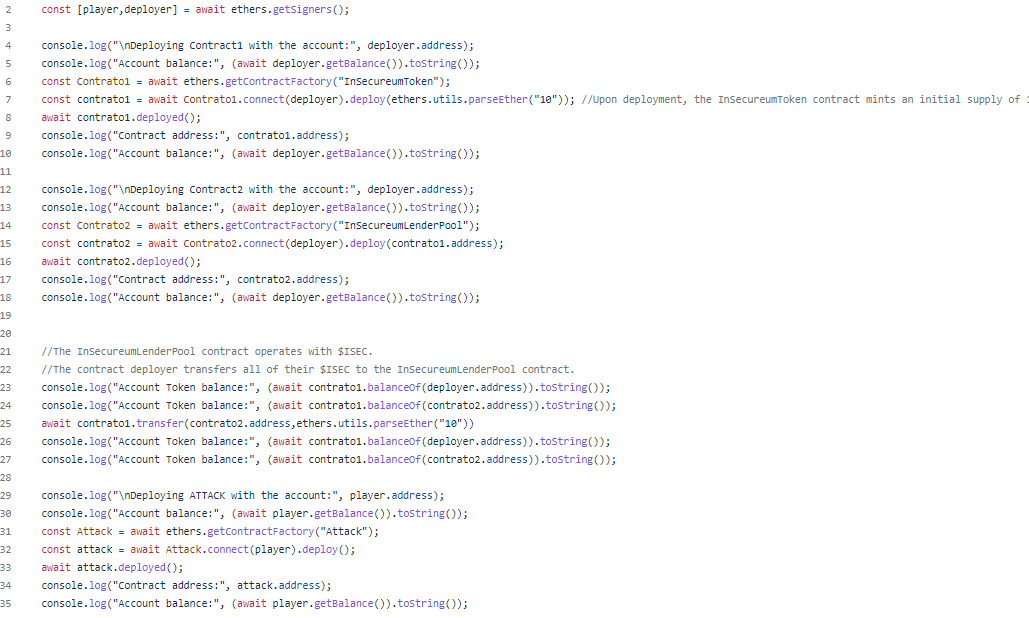 2 const [player,deployer] = await ethers.getSigners();
3
4 console.log("\nDeploying Contract1 with the account:", deployer.address);
5 console.log("Account balance:", (await deployer.getBalance()).toString());
6 const Contrato1 = await ethers.getContractFactory("InSecureumToken");
7 const contrato1 = await Contrato1.connect(deployer).deploy(ethers.utils.parseEther("10")); //Upon deployment, the InSecureumToken contract mints an initial supply of 1
8 await contrato1.deployed();
9 console.log("Contract address:", contrato1.address);
10 console.log("Account balance:", (await deployer.getBalance()).toString());
11
12 console.log("\nDeploying Contract2 with the account:", deployer.address);
13 console.log("Account balance:", (await deployer.getBalance()).toString());
14 const Contrato2 = await ethers.getContractFactory("InSecureumLenderPool");
15 const contrato2 = await Contrato2.connect(deployer).deploy(contrato1.address);
16 await contrato2.deployed();
17 console.log("Contract address:", contrato2.address);
18 console.log("Account balance:", (await deployer.getBalance()).toString());
19
20
21 //The InSecureumLenderPool contract operates with $ISEC.
22 //The contract deployer transfers all of their $ISEC to the InSecureumLenderPool contract.
23 console.log("Account Token balance:", (await contrato1.balanceOf(deployer.address)).toString());
24 console.log("Account Token balance:", (await contrato1.balanceOf(contrato2.address)).toString());
25 await contrato1.transfer(contrato2.address,ethers.utils.parseEther("10"))
26 console.log("Account Token balance:", (await contrato1.balanceOf(deployer.address)).toString());
27 console.log("Account Token balance:", (await contrato1.balanceOf(contrato2.address)).toString());
28
29 console.log("\nDeploying ATTACK with the account:", player.address);
30 console.log("Account balance:", (await player.getBalance()).toString());
31 const Attack = await ethers.getContractFactory("Attack");
32 const attack = await Attack.connect(player).deploy();
33 await attack.deployed();
34 console.log("Contract address:", attack.address);
35 console.log("Account balance:", (await player.getBalance()).toString());